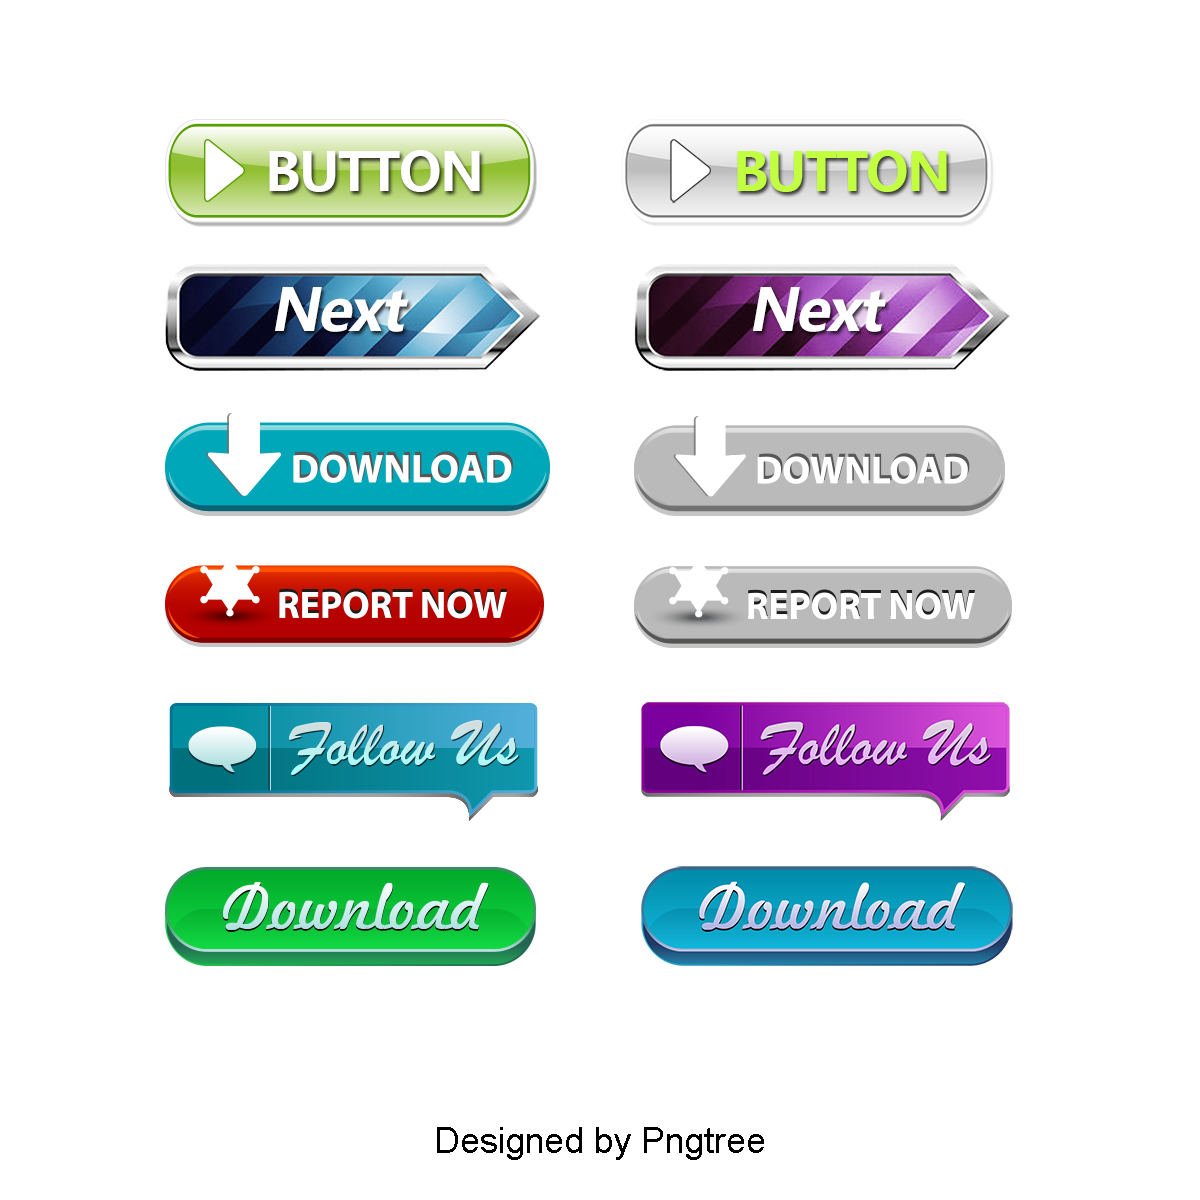 BUTTON BUTTON
Next Next
DOWNLOAD DOWNLOAD
REPORT NOW REPORT NOW
Follow Us Follow Us
Download Download
Designed by Pngtree